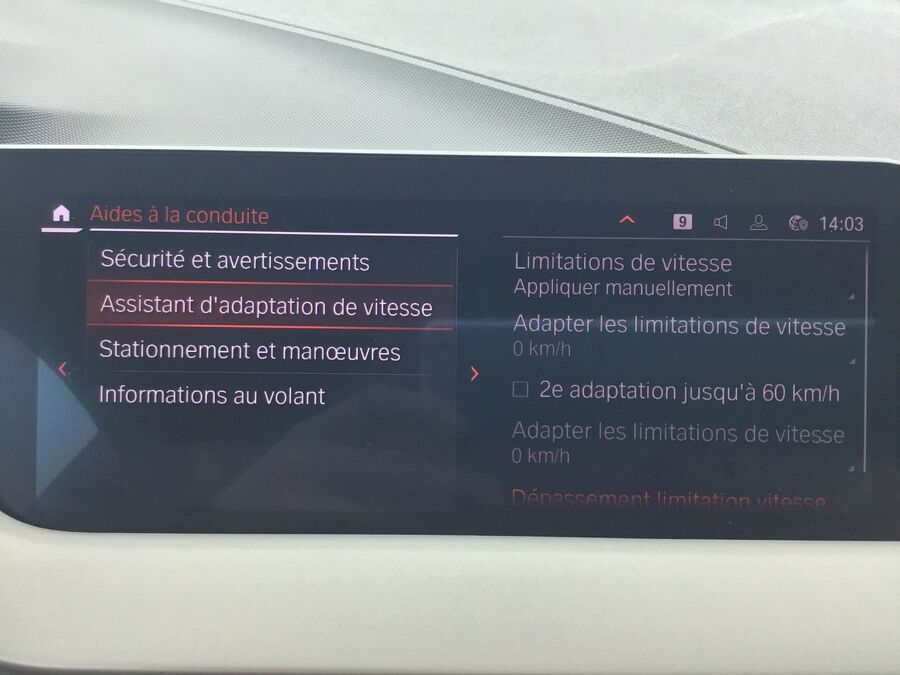 Aides à la conduite
9
14:03
Sécurité et avertissements
Assistant d'adaptation de vitesse
Stationnement et manœuvres
Informations au volant
Limitations de vitesse
Appliquer manuellement
Adapter les limitations de vitesse
0 km/h
2e adaptation jusqu'à 60 km/h
Adapter les limitations de vitesse
0 km/h
Dépassement limitation vitesse